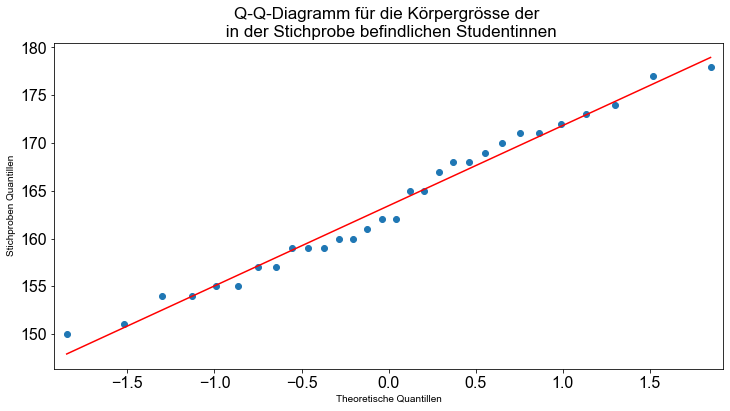 Q-Q-Diagramm für die Körpergrösse der
in der Stichprobe befindlichen Studentinnen
180
175
170
165
160
155
150
Stichproben Quantillen
−1.5 −1.0 −0.5 0.0 0.5 1.0 1.5
Theoretische Quantillen